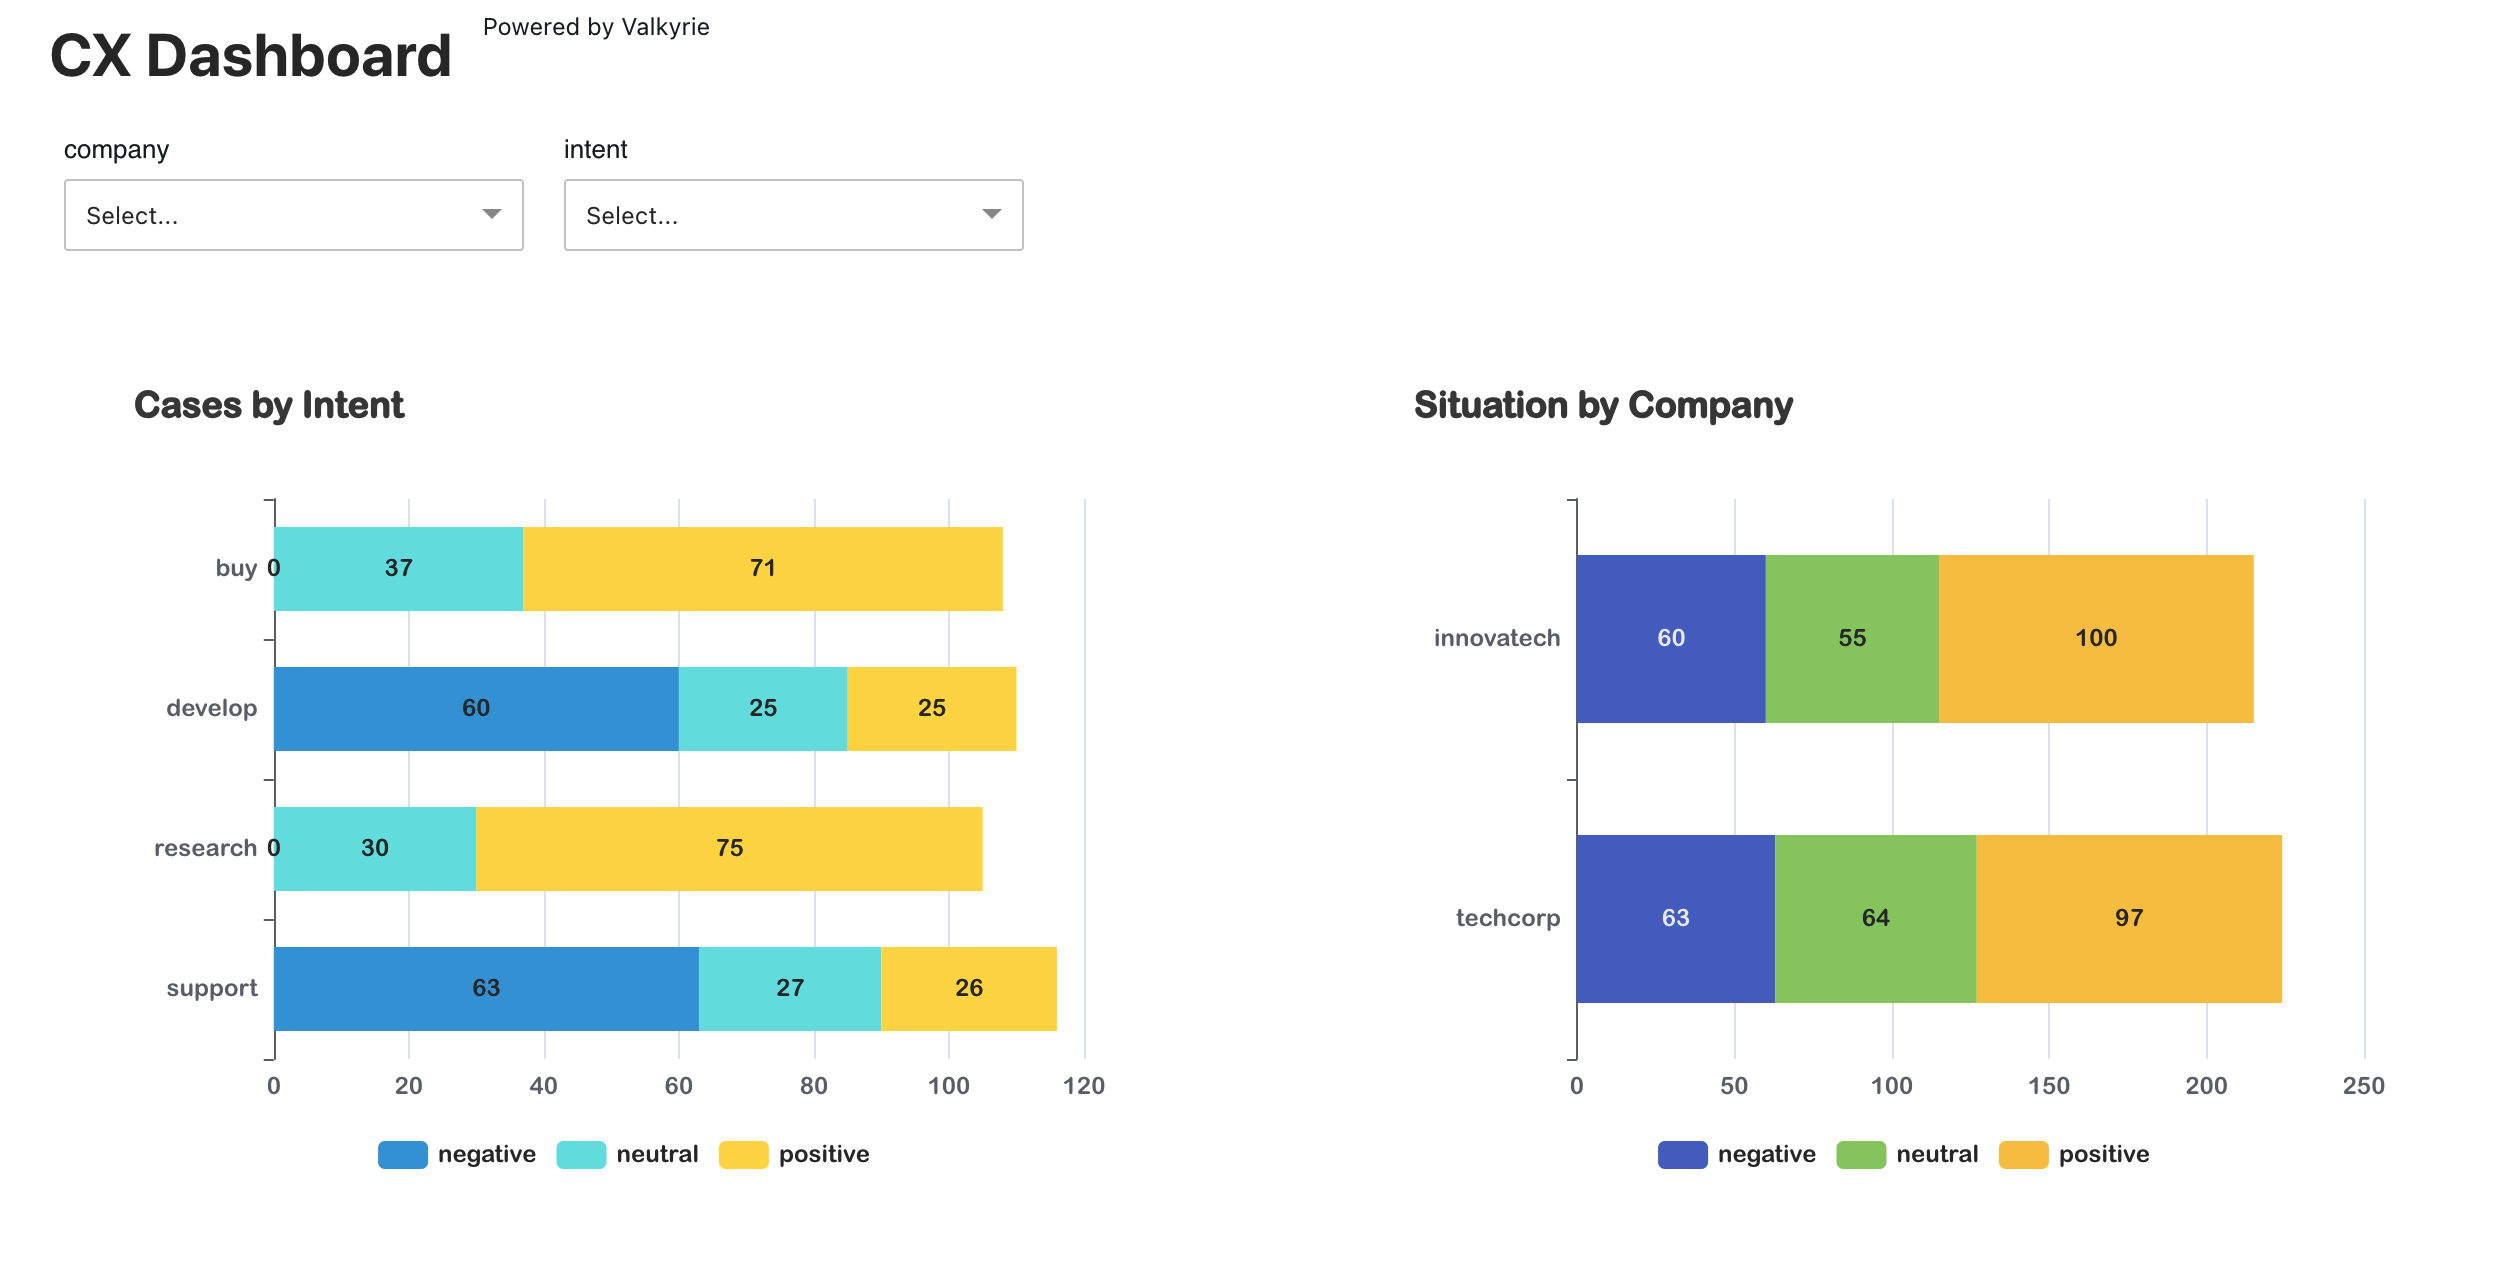 CX Dashboard
Powered by Valkyrie
company
intent
Select...
Select...
Cases by Intent
buy 0 37 71
develop 60 25 25
research 0 30 75
support 63 27 26
0 20 40 60 80 100 120
negative neutral positive
Situation by Company
innovatech 60 55 100
techcorp 63 64 97
0 50 100 150 200 250
negative neutral positive